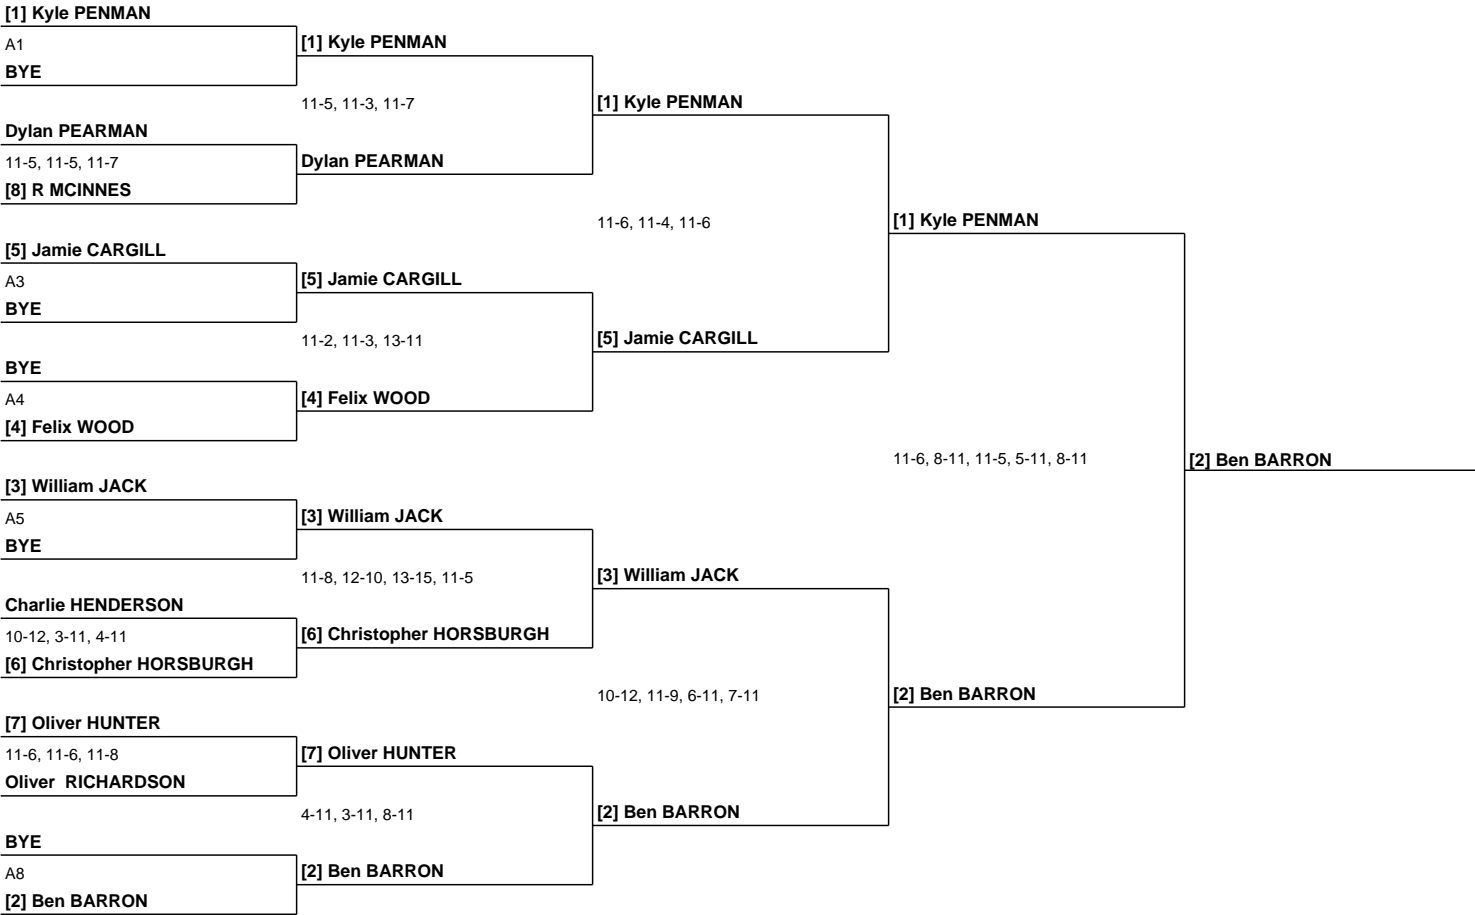 [1] Kyle PENMAN
A1
BYE
Dylan PEARMAN
11-5, 11-5, 11-7
[8] R MCINNES
[5] Jamie CARGILL
A3
BYE
BYE
A4
[4] Felix WOOD
[3] William JACK
A5
BYE
Charlie HENDERSON
10-12, 3-11, 4-11
[6] Christopher HORSBURGH
[7] Oliver HUNTER
11-6, 11-6, 11-8
Oliver  RICHARDSON
BYE
A8
[2] Ben BARRON
[1] Kyle PENMAN
11-5, 11-3, 11-7
Dylan PEARMAN
[5] Jamie CARGILL
11-2, 11-3, 13-11
[4] Felix WOOD
[3] William JACK
11-8, 12-10, 13-15, 11-5
[6] Christopher HORSBURGH
[7] Oliver HUNTER
4-11, 3-11, 8-11
[2] Ben BARRON
[1] Kyle PENMAN
11-6, 11-4, 11-6
[5] Jamie CARGILL
[3] William JACK
10-12, 11-9, 6-11, 7-11
[2] Ben BARRON
[1] Kyle PENMAN
11-6, 8-11, 11-5, 5-11, 8-11
[2] Ben BARRON
[2] Ben BARRON